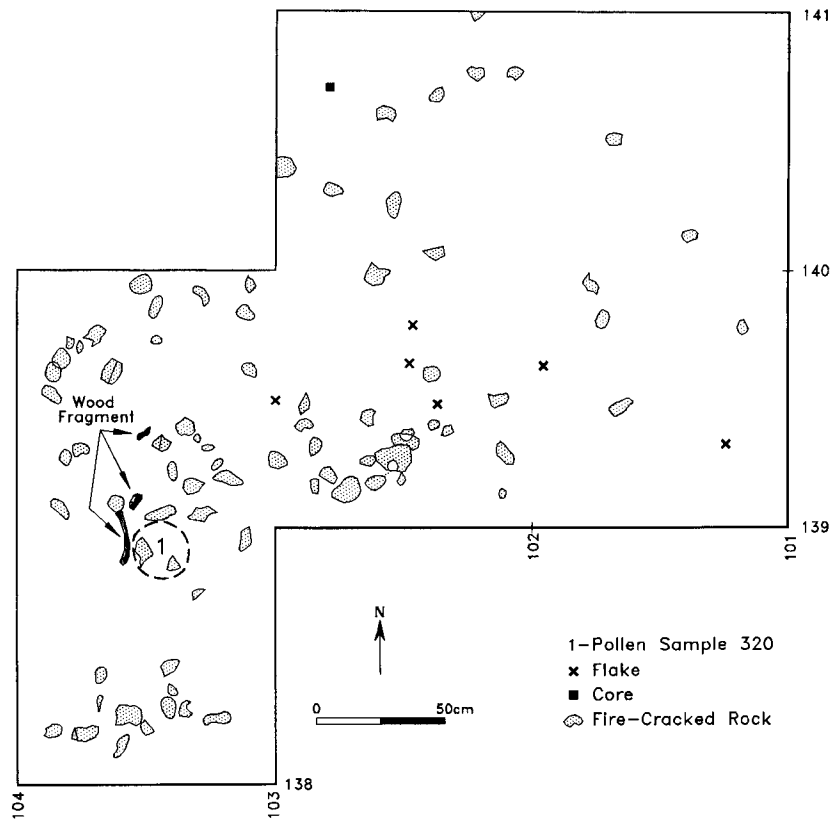 141
140
Wood
Fragment
139
102
101
1
N
1-Pollen Sample 320
Flake
Core
0 50cm
Fire-Cracked Rock
138
104
103